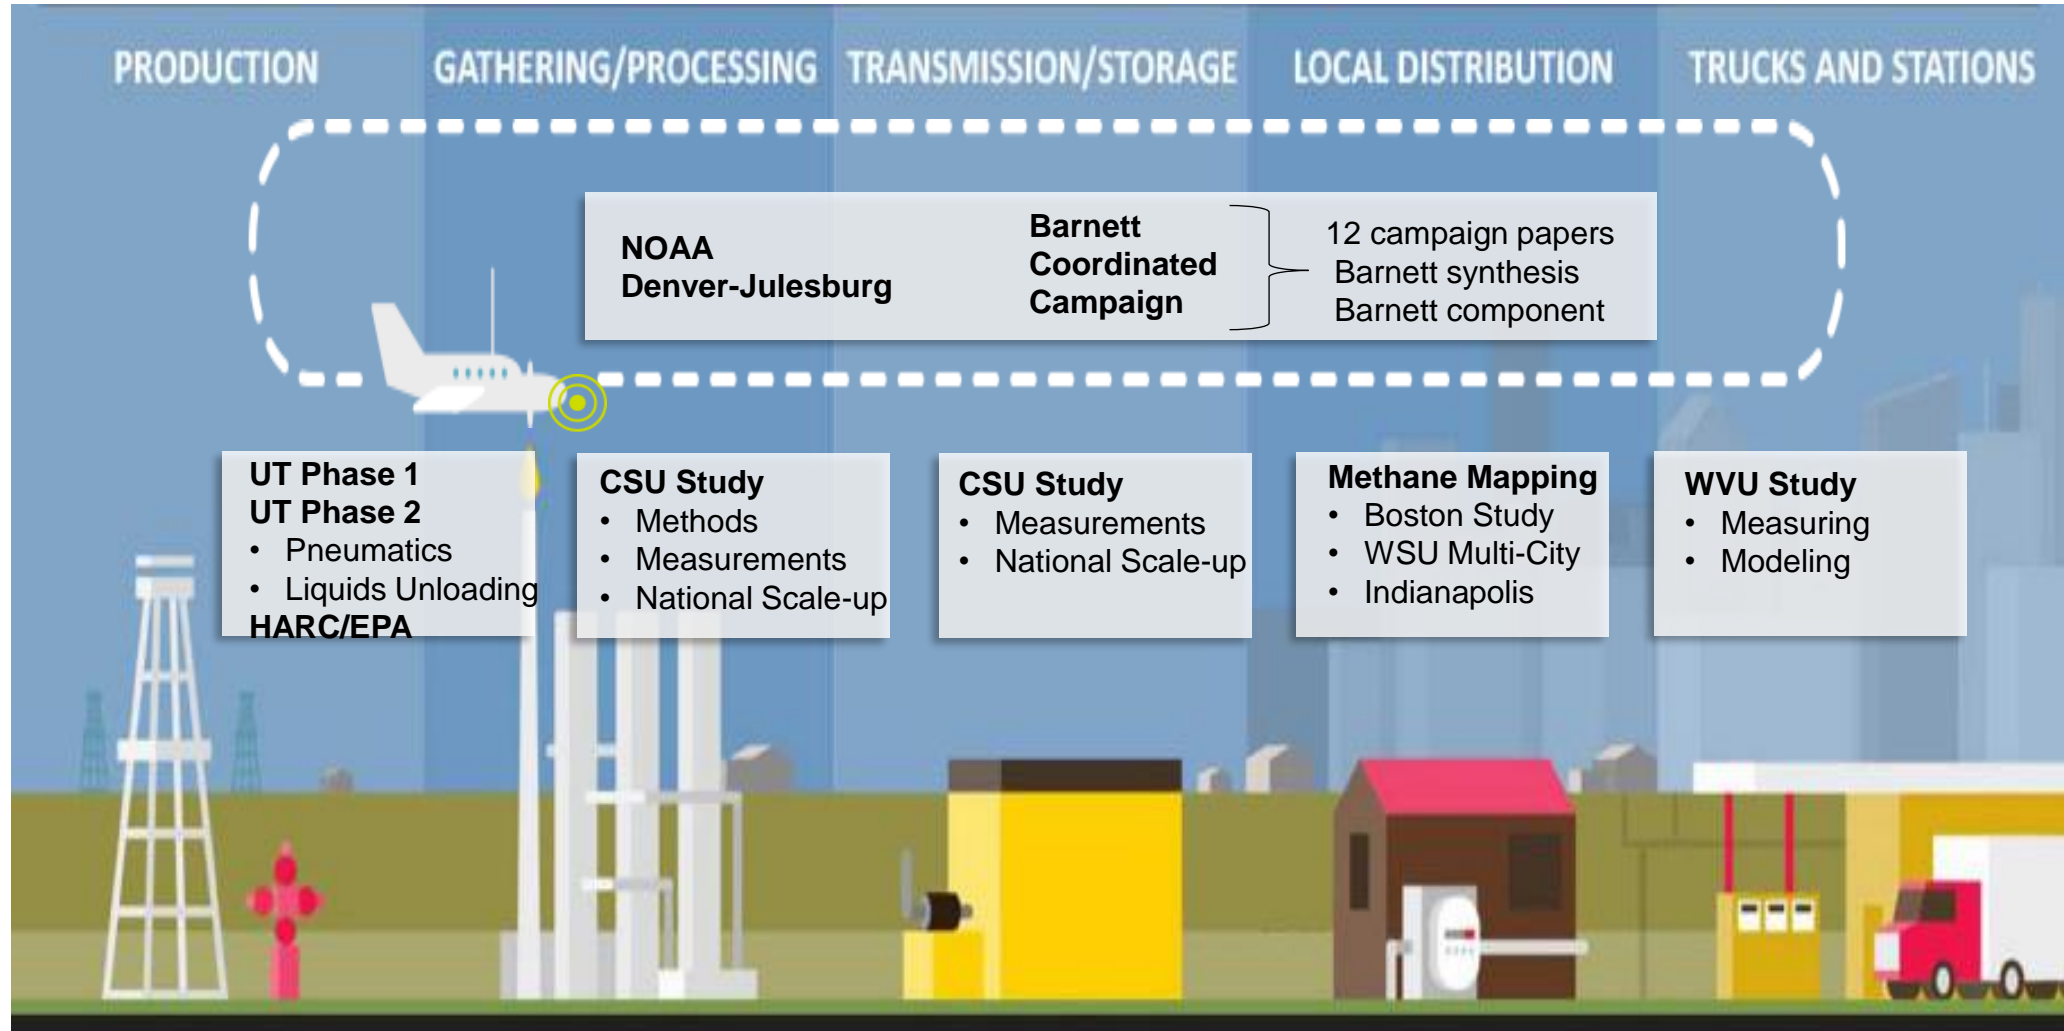 PRODUCTION
GATHERING/PROCESSING
TRANSMISSION/STORAGE
LOCAL DISTRIBUTION
TRUCKS AND STATIONS
NOAA
Denver-Julesburg
Barnett
Coordinated
Campaign
12 campaign papers
Barnett synthesis
Barnett component
UT Phase 1
UT Phase 2
• Pneumatics
• Liquids Unloading
HARC/EPA
CSU Study
• Methods
• Measurements
• National Scale-up
CSU Study
• Measurements
• National Scale-up
Methane Mapping
• Boston Study
• WSU Multi-City
• Indianapolis
WVU Study
• Measuring
• Modeling